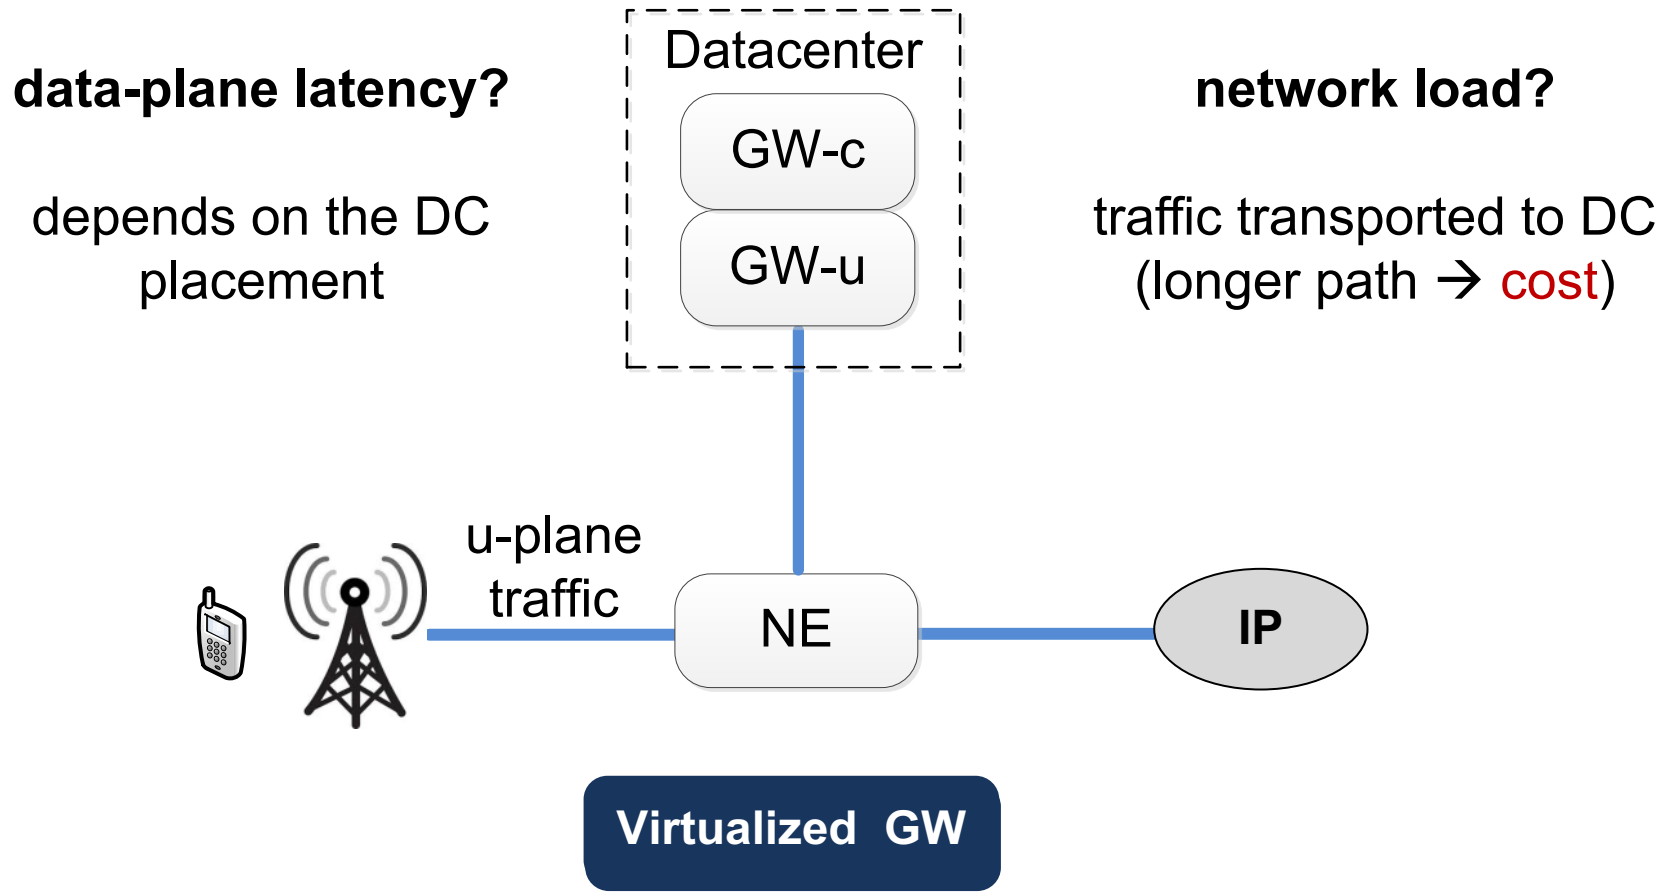 data-plane latency?
depends on the DC
placement
Datacenter
GW-c
GW-u
network load?
traffic transported to DC
(longer path → cost)
u-plane
traffic
NE
IP
Virtualized GW